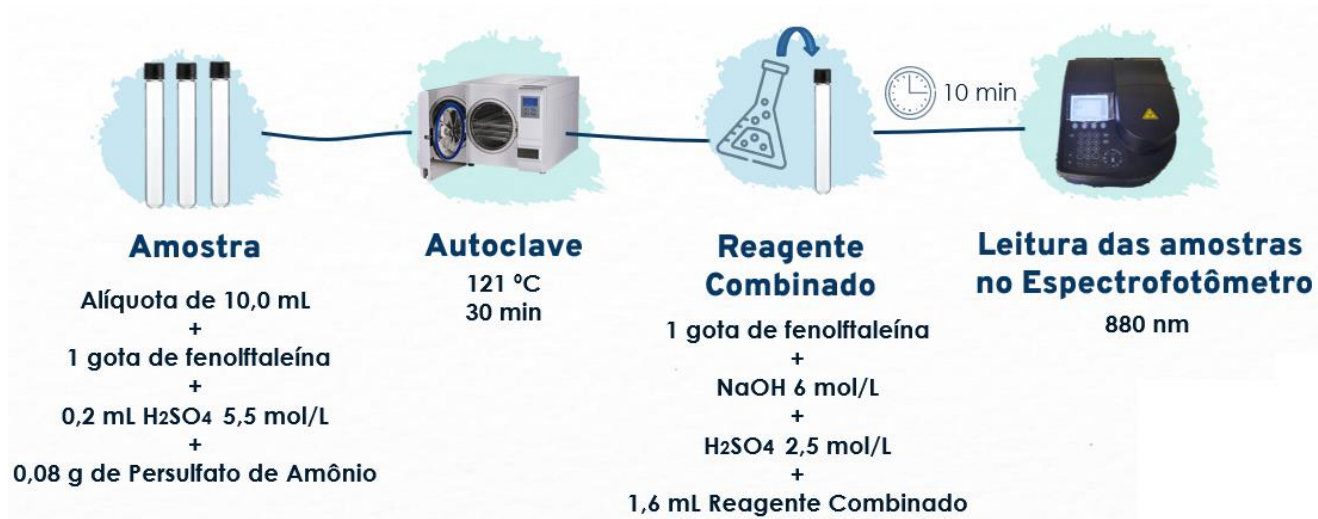 Amostra
Alíquota de 10,0 mL
+
1 gota de fenolftaleína
+
0,2 mL H2SO4 5,5 mol/L
+
0,08 g de Persulfato de Amônio
Autoclave
121 ºC
30 min
Reagente
Combinado
1 gota de fenolftaleína
+
NaOH 6 mol/L
+
H2SO4 2,5 mol/L
+
1,6 mL Reagente Combinado
10 min
Leitura das amostras
no Espectrofotômetro
880 nm